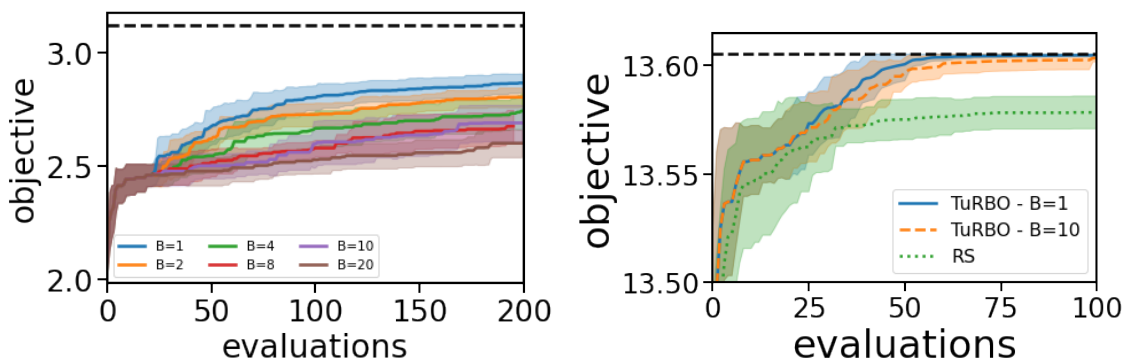 objective
3.0
2.5
2.0
B=1 B=4 B=10
B=2 B=8 B=20
0 50 100 150 200
evaluations
objective
13.60
13.55
13.50
TuRBO - B=1
TuRBO - B=10
RS
0 25 50 75 100
evaluations